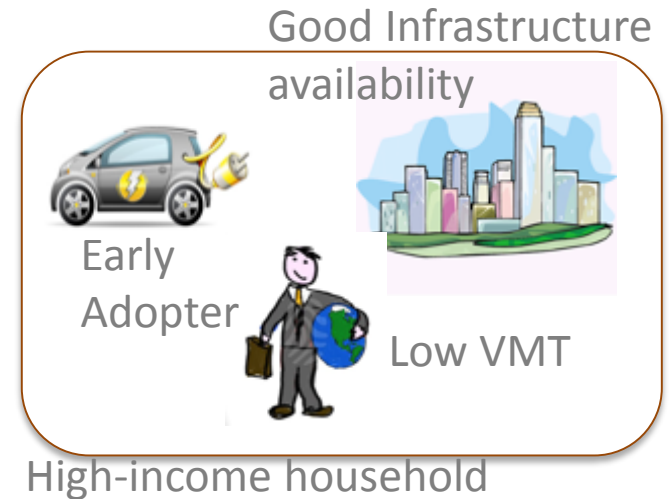 Good Infrastructure
availability
Early
Adopter
Low VMT
High-income household